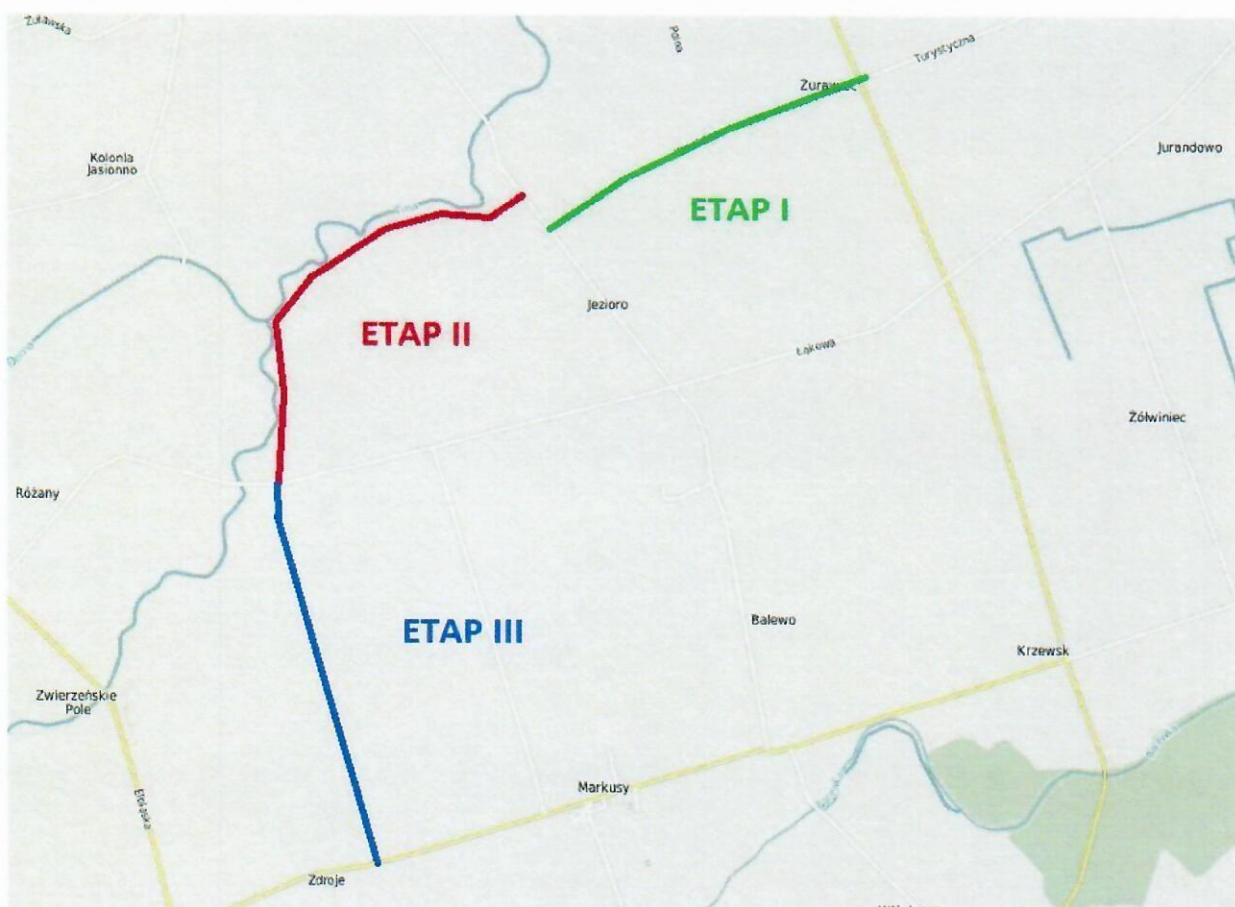 Żuławska
Polna
Turystyczna
Kolonia
Jasionno
Jurandowo
ETAP I
Jezioro
ETAP II
Łąkowa
Żółwiniec
Różany
ETAP III
Balewo
Krzewsk
Zwierzeńskie
Pole
Markusy
Elbląska
Zdroje